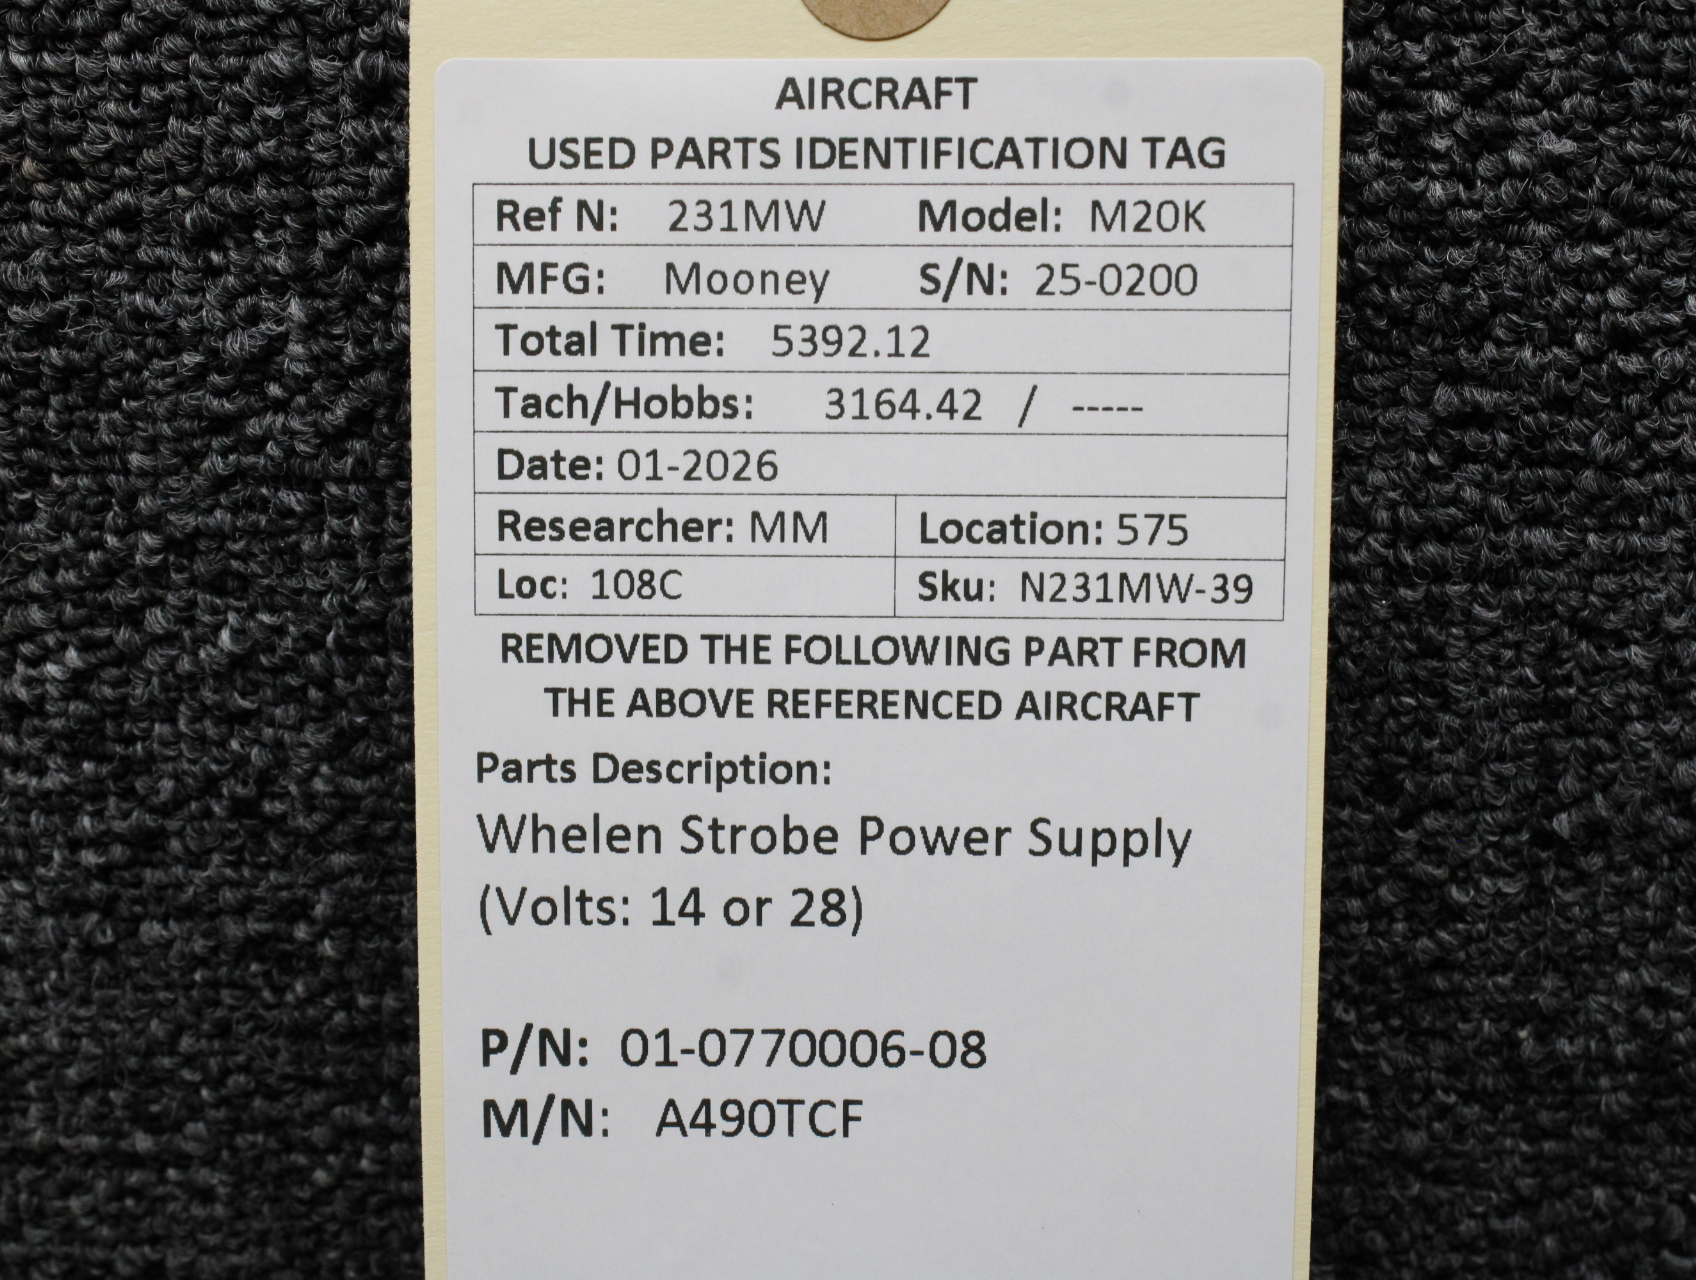 AIRCRAFT
USED PARTS IDENTIFICATION TAG
Ref N: 231MW Model: M20K
MFG: Mooney S/N: 25-0200
Total Time: 5392.12
Tach/Hobbs: 3164.42 / -----
Date: 01-2026
Researcher: MM Location: 575
Loc: 108C Sku: N231MW-39
REMOVED THE FOLLOWING PART FROM
THE ABOVE REFERENCED AIRCRAFT
Parts Description:
Whelen Strobe Power Supply
(Volts: 14 or 28)
P/N: 01-0770006-08
M/N: A490TCF